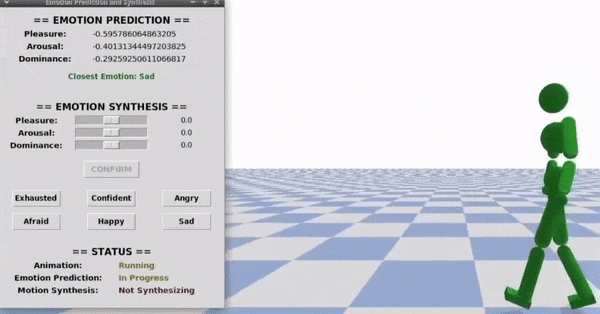 Emotion Prediction and Synthesis
== EMOTION PREDICTION ==
Pleasure: -0.595786064863205
Arousal: -0.40131344497203825
Dominance: -0.29259250611066817
Closest Emotion: Sad
== EMOTION SYNTHESIS ==
Pleasure: 0.0
Arousal: 0.0
Dominance: 0.0
CONFIRM
Exhausted Confident Angry
Afraid Happy Sad
== STATUS ==
Animation: Running
Emotion Prediction: In Progress
Motion Synthesis: Not Synthesizing